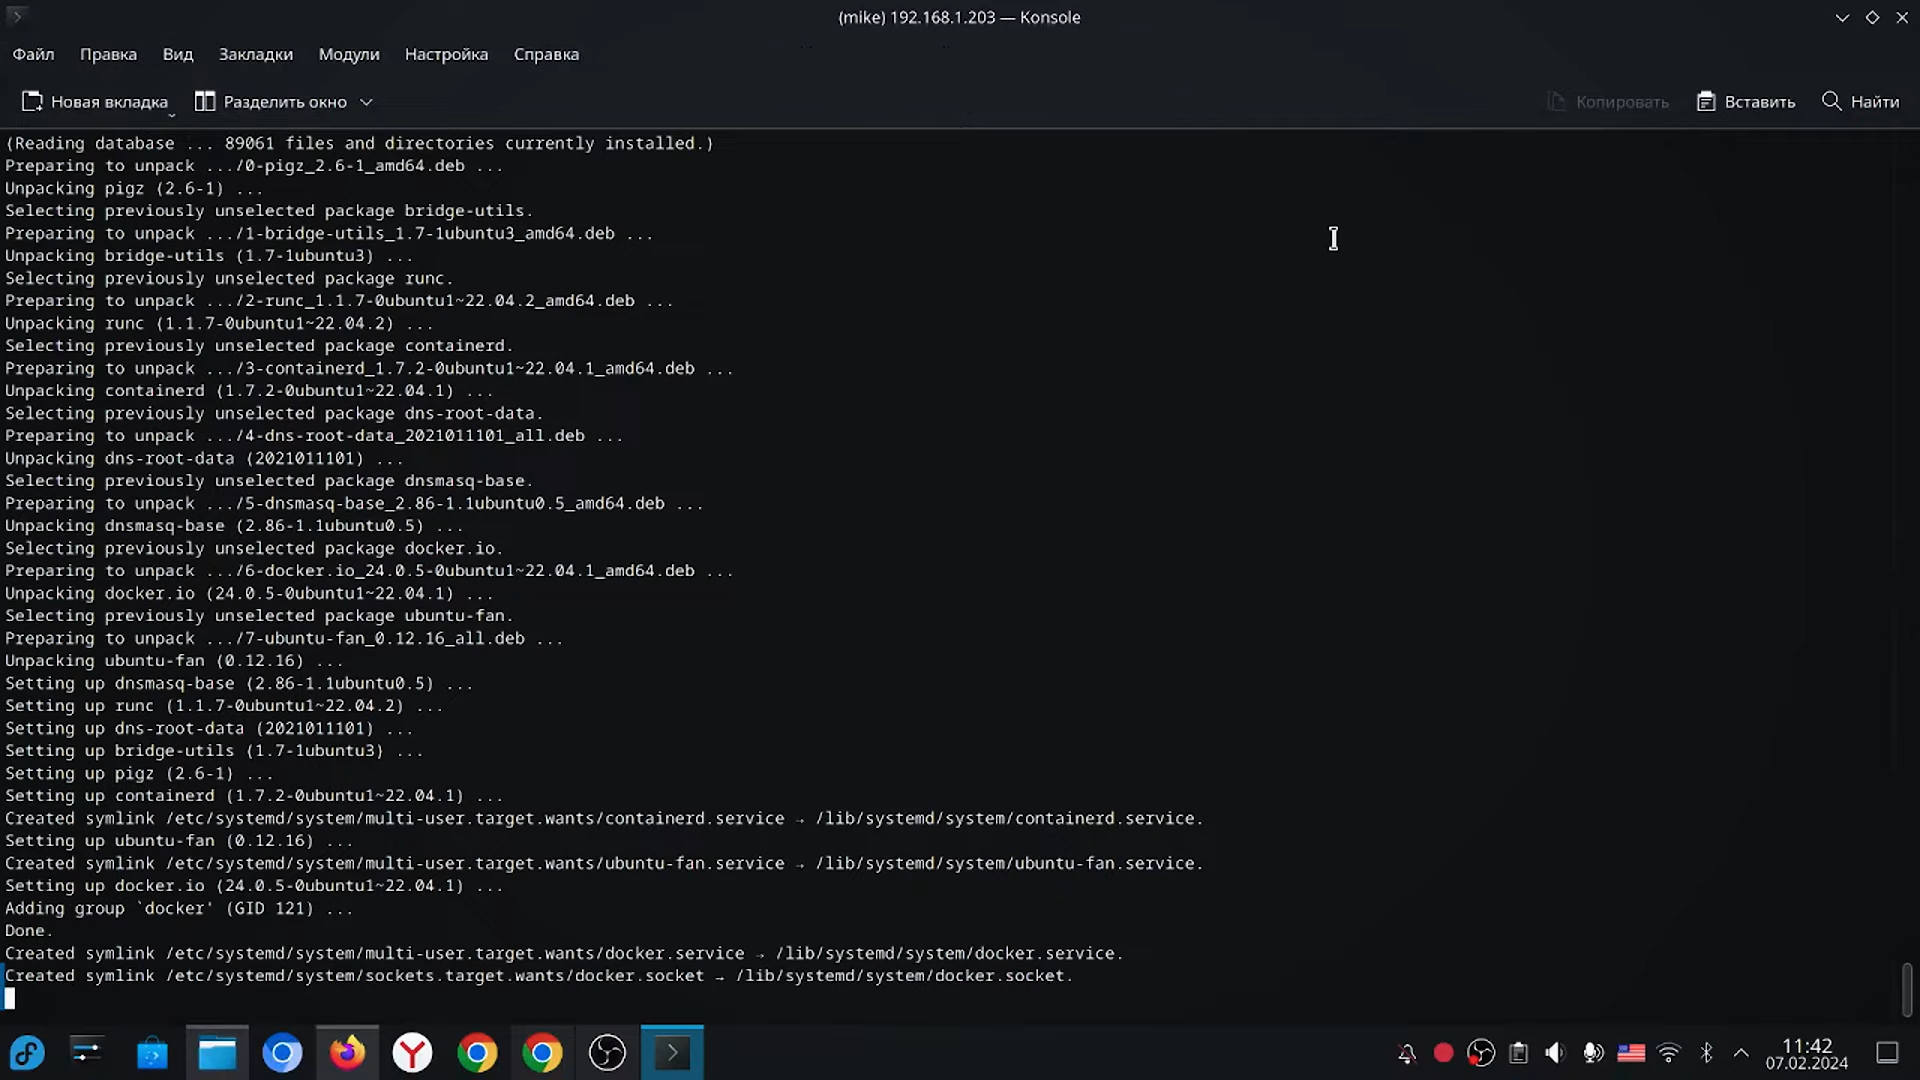 (mike) 192.168.1.203 — Konsole
Файл Правка Вид Закладки Модули Настройка Справка
Новая вкладка Разделить окно Копировать Вставить Найти
(Reading database ... 89061 files and directories currently installed.)
Preparing to unpack .../0-pigz_2.6-1_amd64.deb ...
Unpacking pigz (2.6-1) ...
Selecting previously unselected package bridge-utils.
Preparing to unpack .../1-bridge-utils_1.7-1ubuntu3_amd64.deb ...
Unpacking bridge-utils (1.7-1ubuntu3) ...
Selecting previously unselected package runc.
Preparing to unpack .../2-runc_1.1.7-0ubuntu1~22.04.2_amd64.deb ...
Unpacking runc (1.1.7-0ubuntu1~22.04.2) ...
Selecting previously unselected package containerd.
Preparing to unpack .../3-containerd_1.7.2-0ubuntu1~22.04.1_amd64.deb ...
Unpacking containerd (1.7.2-0ubuntu1~22.04.1) ...
Selecting previously unselected package dns-root-data.
Preparing to unpack .../4-dns-root-data_2021011101_all.deb ...
Unpacking dns-root-data (2021011101) ...
Selecting previously unselected package dnsmasq-base.
Preparing to unpack .../5-dnsmasq-base_2.86-1.1ubuntu0.5_amd64.deb ...
Unpacking dnsmasq-base (2.86-1.1ubuntu0.5) ...
Selecting previously unselected package docker.io.
Preparing to unpack .../6-docker.io_24.0.5-0ubuntu1~22.04.1_amd64.deb ...
Unpacking docker.io (24.0.5-0ubuntu1~22.04.1) ...
Selecting previously unselected package ubuntu-fan.
Preparing to unpack .../7-ubuntu-fan_0.12.16_all.deb ...
Unpacking ubuntu-fan (0.12.16) ...
Setting up dnsmasq-base (2.86-1.1ubuntu0.5) ...
Setting up runc (1.1.7-0ubuntu1~22.04.2) ...
Setting up dns-root-data (2021011101) ...
Setting up bridge-utils (1.7-1ubuntu3) ...
Setting up pigz (2.6-1) ...
Setting up containerd (1.7.2-0ubuntu1~22.04.1) ...
Created symlink /etc/systemd/system/multi-user.target.wants/containerd.service → /lib/systemd/system/containerd.service.
Setting up ubuntu-fan (0.12.16) ...
Created symlink /etc/systemd/system/multi-user.target.wants/ubuntu-fan.service → /lib/systemd/system/ubuntu-fan.service.
Setting up docker.io (24.0.5-0ubuntu1~22.04.1) ...
Adding group `docker' (GID 121) ...
Done.
Created symlink /etc/systemd/system/multi-user.target.wants/docker.service → /lib/systemd/system/docker.service.
Created symlink /etc/systemd/system/sockets.target.wants/docker.socket → /lib/systemd/system/docker.socket.
11:42
07.02.2024